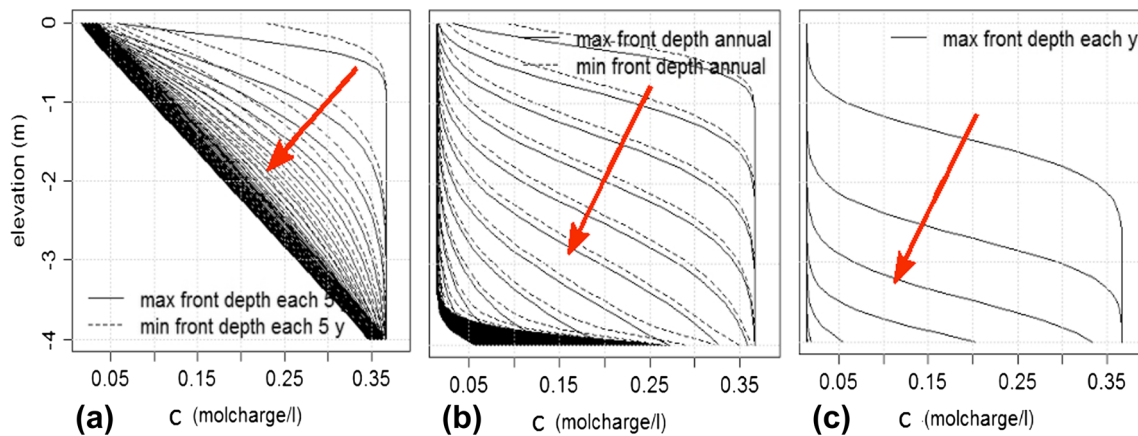 0
-1
-2
-3
-4
elevation (m)
max front depth each 5
min front depth each 5 y
0.05 0.15 0.25 0.35
(a) c (molcharge/l)
max front depth annual
min front depth annual
0.05 0.15 0.25 0.35
(b) c (molcharge/l)
max front depth each y
0.05 0.15 0.25 0.35
(c) c (molcharge/l)